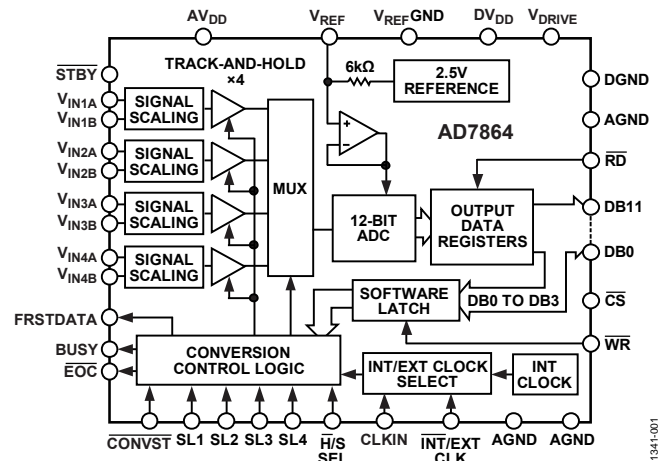 AVDD
VREF
VREFGND
DVDD
VDRIVE
STBY
TRACK-AND-HOLD
×4
6kΩ
2.5V
REFERENCE
DGND
AGND
AD7864
VIN1A
VIN1B
SIGNAL
SCALING
VIN2A
VIN2B
SIGNAL
SCALING
VIN3A
VIN3B
SIGNAL
SCALING
VIN4A
VIN4B
SIGNAL
SCALING
MUX
+
–
12-BIT
ADC
OUTPUT
DATA
REGISTERS
RD
DB11
DB0
SOFTWARE
LATCH
DB0 TO DB3
CS
WR
FRSTDATA
BUSY
EOC
CONVERSION
CONTROL LOGIC
INT/EXT CLOCK
SELECT
INT
CLOCK
CONVST
SL1
SL2
SL3
SL4
H/S
SEL
CLKIN
INT/EXT
CLK
AGND
AGND
1341-001